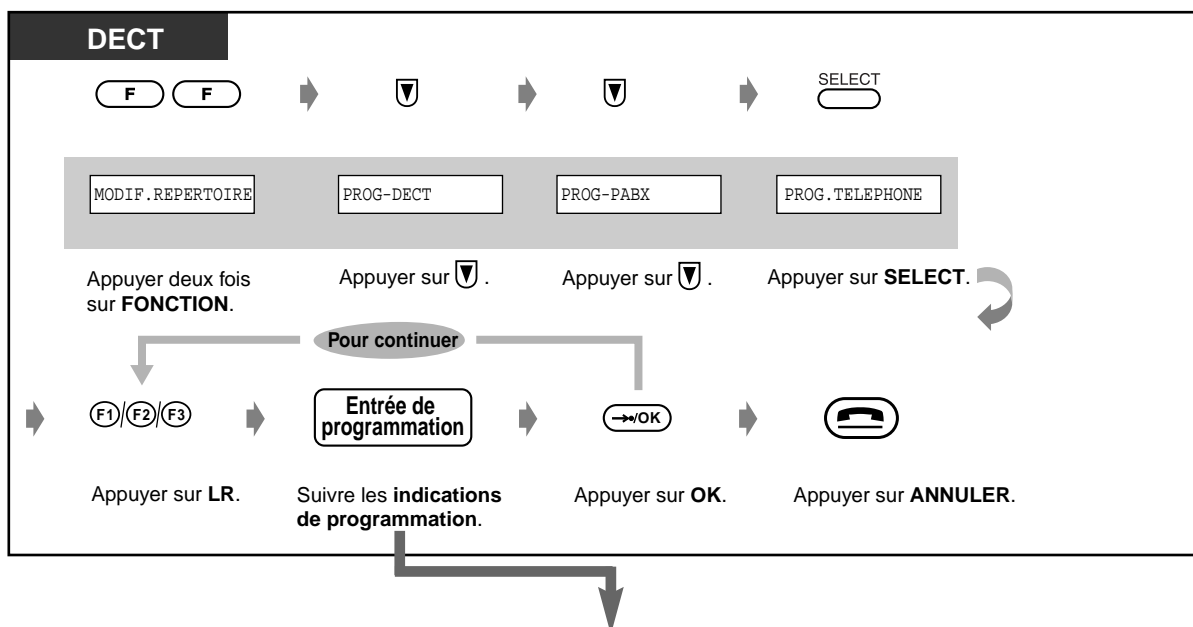 DECT
F F SELECT
MODIF.REPERTOIRE PROG-DECT PROG-PABX PROG.TELEPHONE
Appuyer deux fois
sur FONCTION.
Appuyer sur .
Appuyer sur .
Appuyer sur SELECT.
Pour continuer
F1/F2/F3
Entrée de
programmation
/OK
Appuyer sur LR.
Suivre les indications
de programmation.
Appuyer sur OK.
Appuyer sur ANNULER.